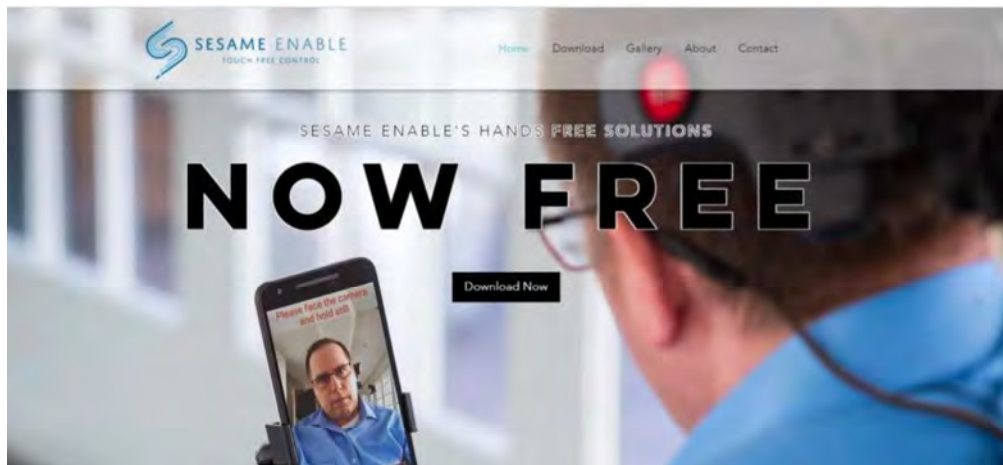 SESAME ENABLE
TOUCH FREE CONTROL
Home Download Gallery About Contact
SESAME ENABLE'S HANDS FREE SOLUTIONS
NOW FREE
Download Now
Please face the camera
and hold still